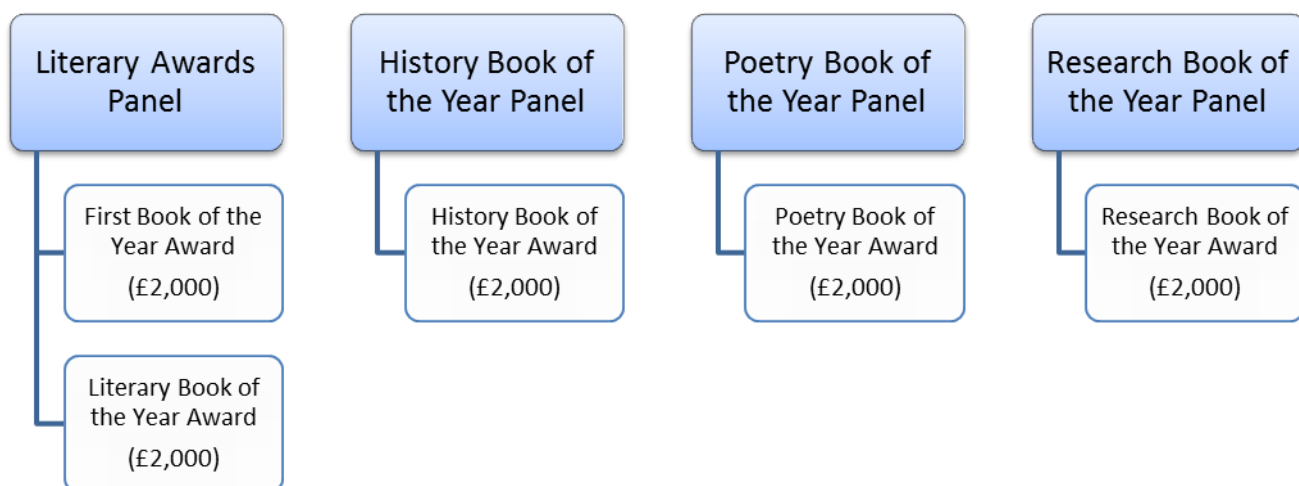 Literary Awards
Panel
First Book of the
Year Award
(£2,000)
Literary Book of
the Year Award
(£2,000)
History Book of
the Year Panel
History Book of
the Year Award
(£2,000)
Poetry Book of
the Year Panel
Poetry Book of
the Year Award
(£2,000)
Research Book of
the Year Panel
Research Book of
the Year Award
(£2,000)